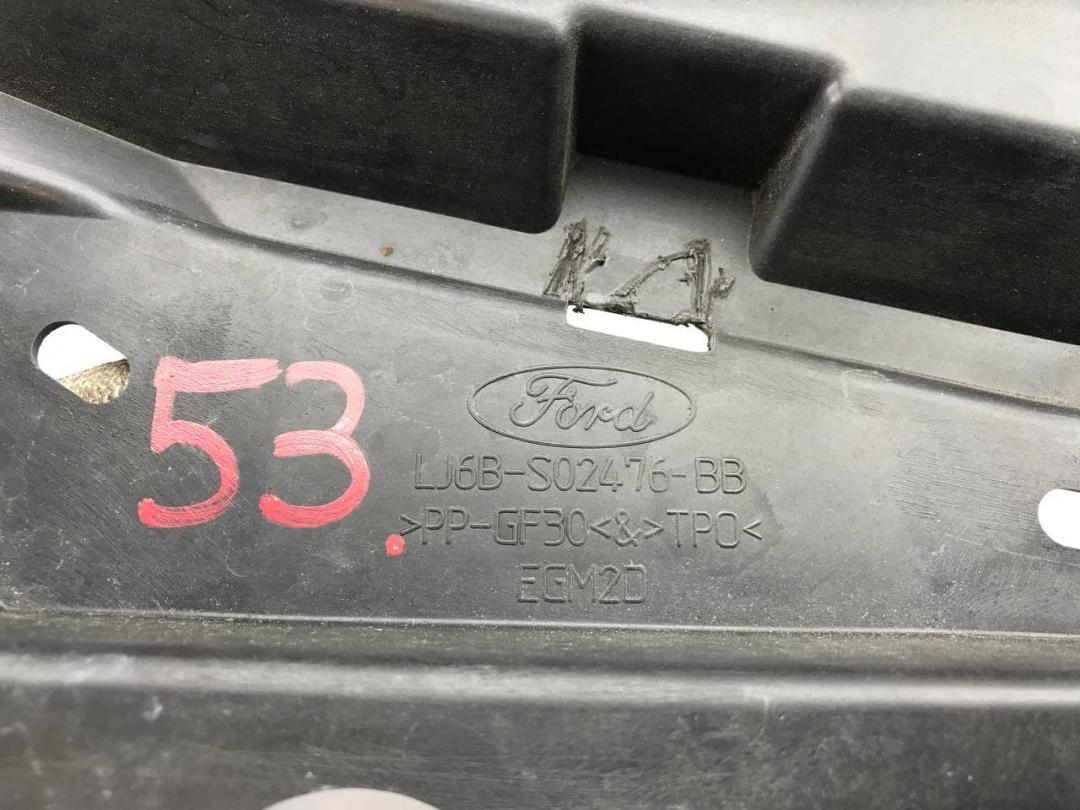 53.
Ford
LJ6B-S02476-BB
>PP-GF30<&>TPO<
EGM2D